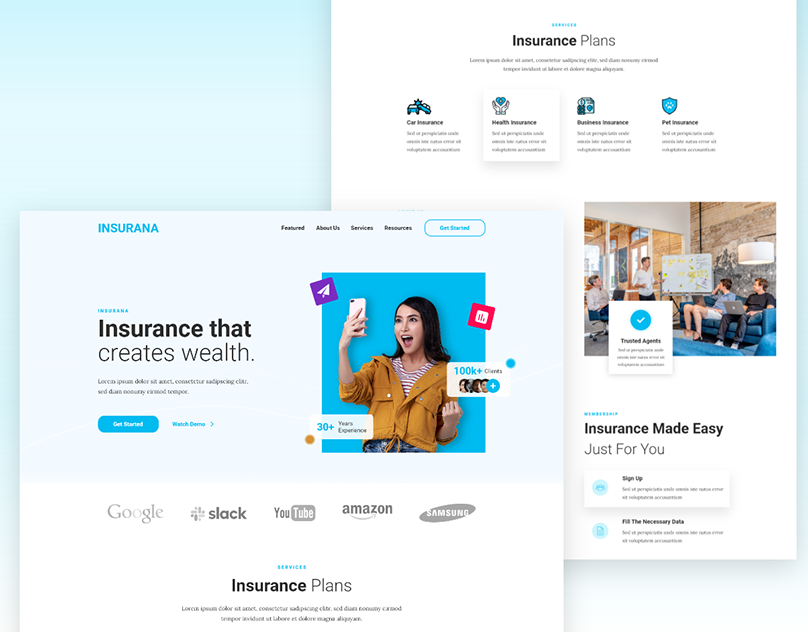 INSURANA
Featured
About Us
Services
Resources
Get Started
INSURANA
Insurance that
creates wealth.
Lorem ipsum dolor sit amet, consetetur sadipscing elitr,
sed diam nonumy eirmod tempor.
Get Started
Watch Demo
100k+ Clients
30+ Years
Experience
Google
slack
YouTube
amazon
SAMSUNG
SERVICES
Insurance Plans
Lorem ipsum dolor sit amet, consetetur sadipscing elitr, sed diam nonumy eirmod
tempor invidunt ut labore et dolore magna aliquyam.
SERVICES
Insurance Plans
Lorem ipsum dolor sit amet, consetetur sadipscing elitr, sed diam nonumy eirmod
tempor invidunt ut labore et dolore magna aliquyam.
Car Insurance
Sed ut perspiciatis unde
omnis iste natus error sit
voluptatem accusantium
Health Insurance
Sed ut perspiciatis unde
omnis iste natus error sit
voluptatem accusantium
Business Insurance
Sed ut perspiciatis unde
omnis iste natus error sit
voluptatem accusantium
Pet Insurance
Sed ut perspiciatis unde
omnis iste natus error sit
voluptatem accusantium
Trusted Agents
Sed ut perspiciatis unde
omnis iste natus error sit
voluptatem accusantium
MEMBERSHIP
Insurance Made Easy
Just For You
Sign Up
Sed ut perspiciatis unde omnis iste natus error
sit voluptatem accusantium
Fill The Necessary Data
Sed ut perspiciatis unde omnis iste natus error
sit voluptatem accusantium